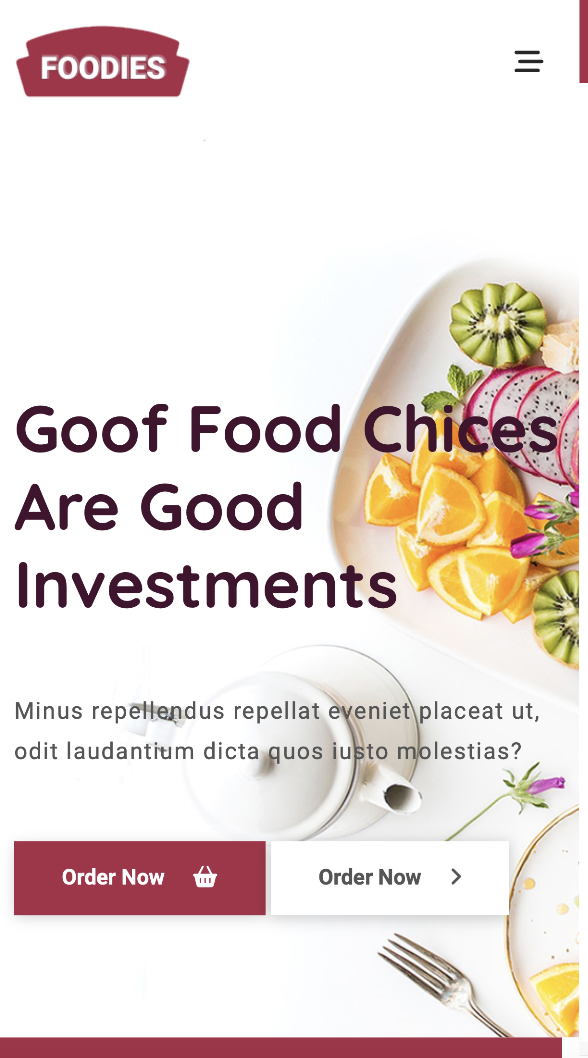 FOODIES
Goof Food Chices
Are Good
Investments
Minus repellendus repellat eveniet placeat ut,
odit laudantium dicta quos iusto molestias?
Order Now
Order Now